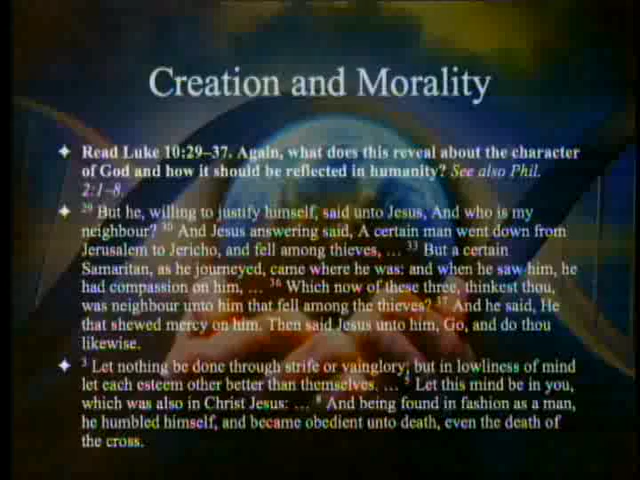 Creation and Morality
Read Luke 10:29–37. Again, what does this reveal about the character
of God and how it should be reflected in humanity? See also Phil.
2:1–8.
29 But he, willing to justify himself, said unto Jesus, And who is my
neighbour? 30 And Jesus answering said, A certain man went down from
Jerusalem to Jericho, and fell among thieves, ... 33 But a certain
Samaritan, as he journeyed, came where he was: and when he saw him, he
had compassion on him, ... 36 Which now of these three, thinkest thou,
was neighbour unto him that fell among the thieves? 37 And he said, He
that shewed mercy on him. Then said Jesus unto him, Go, and do thou
likewise.
3 Let nothing be done through strife or vainglory; but in lowliness of mind
let each esteem other better than themselves. ... 5 Let this mind be in you,
which was also in Christ Jesus: ... 8 And being found in fashion as a man,
he humbled himself, and became obedient unto death, even the death of
the cross.